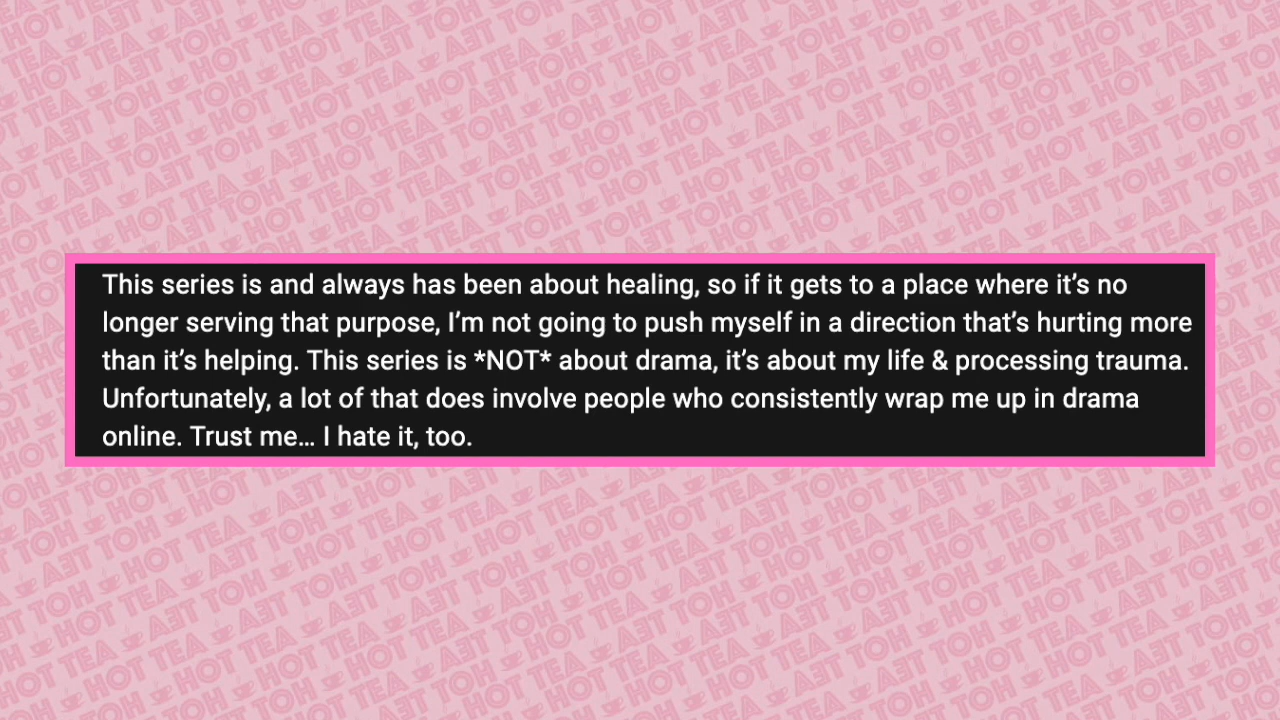 This series is and always has been about healing, so if it gets to a place where it’s no
longer serving that purpose, I’m not going to push myself in a direction that’s hurting more
than it’s helping. This series is *NOT* about drama, it’s about my life & processing trauma.
Unfortunately, a lot of that does involve people who consistently wrap me up in drama
online. Trust me… I hate it, too.
HOT TEA